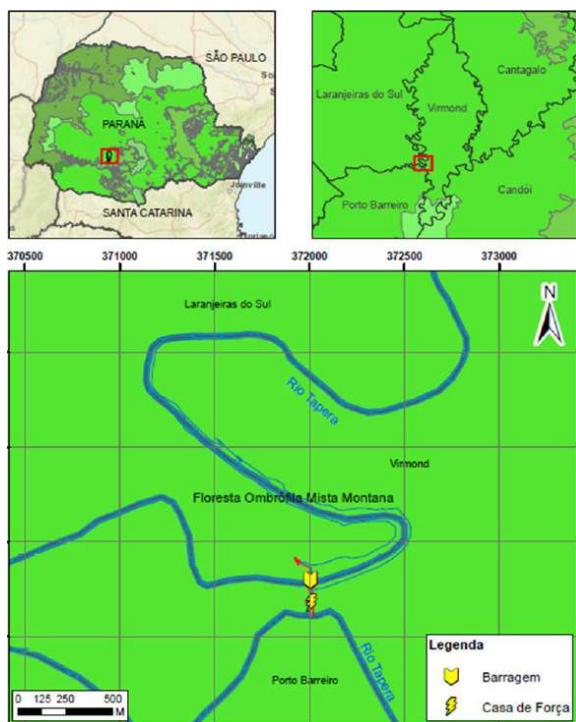 SÃO PAULO
PARANÁ
Joinville
SANTA CATARINA
Cantagalo
Laranjeiras do Sul
Virmond
Candói
Porto Barreiro
370500 371000 371500 372000 372500 373000
Laranjeiras do Sul
N
Rio Tapera
Virmond
Floresta Ombrófila Mista Montana
Rio Tapera
Porto Barreiro
Legenda
Barragem
Casa de Força
0 125 250 500
M